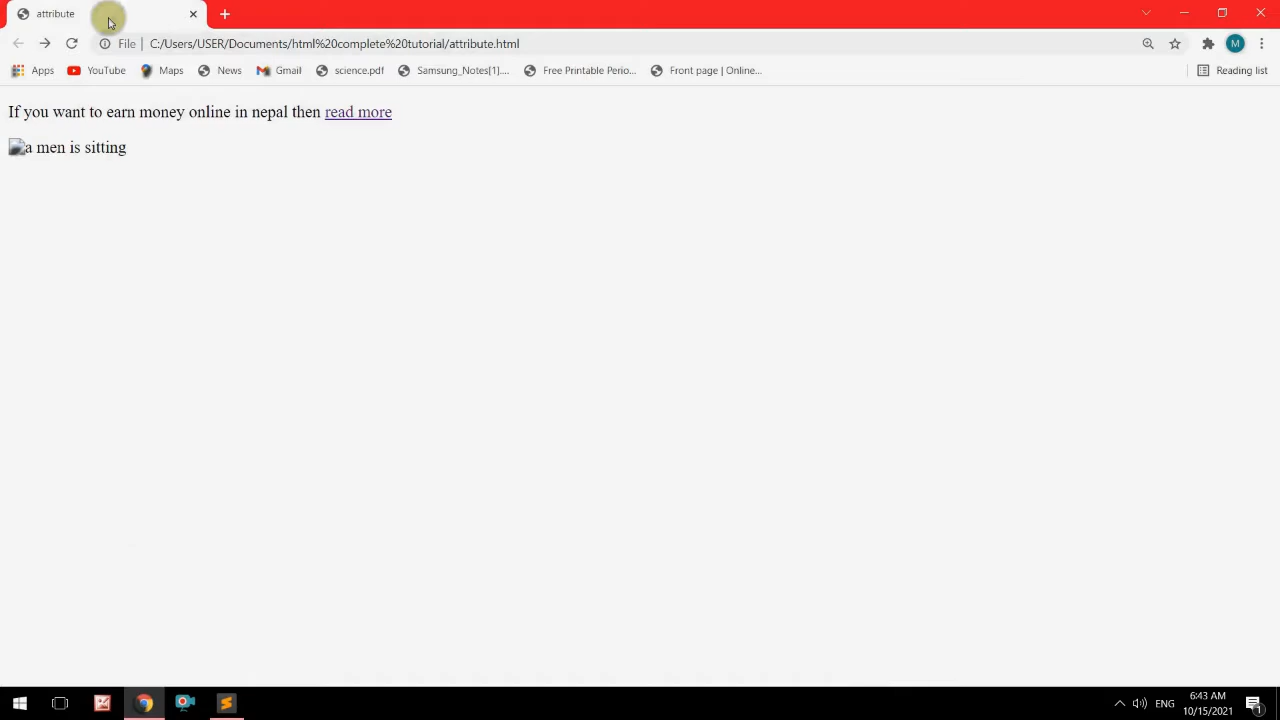 attribute
File C:/Users/USER/Documents/html%20complete%20tutorial/attribute.html M
Apps YouTube Maps News Gmail science.pdf Samsung_Notes[1].... Free Printable Perio... Front page | Online... Reading list
If you want to earn money online in nepal then read more
a men is sitting
6:43 AM
ENG
10/15/2021 1